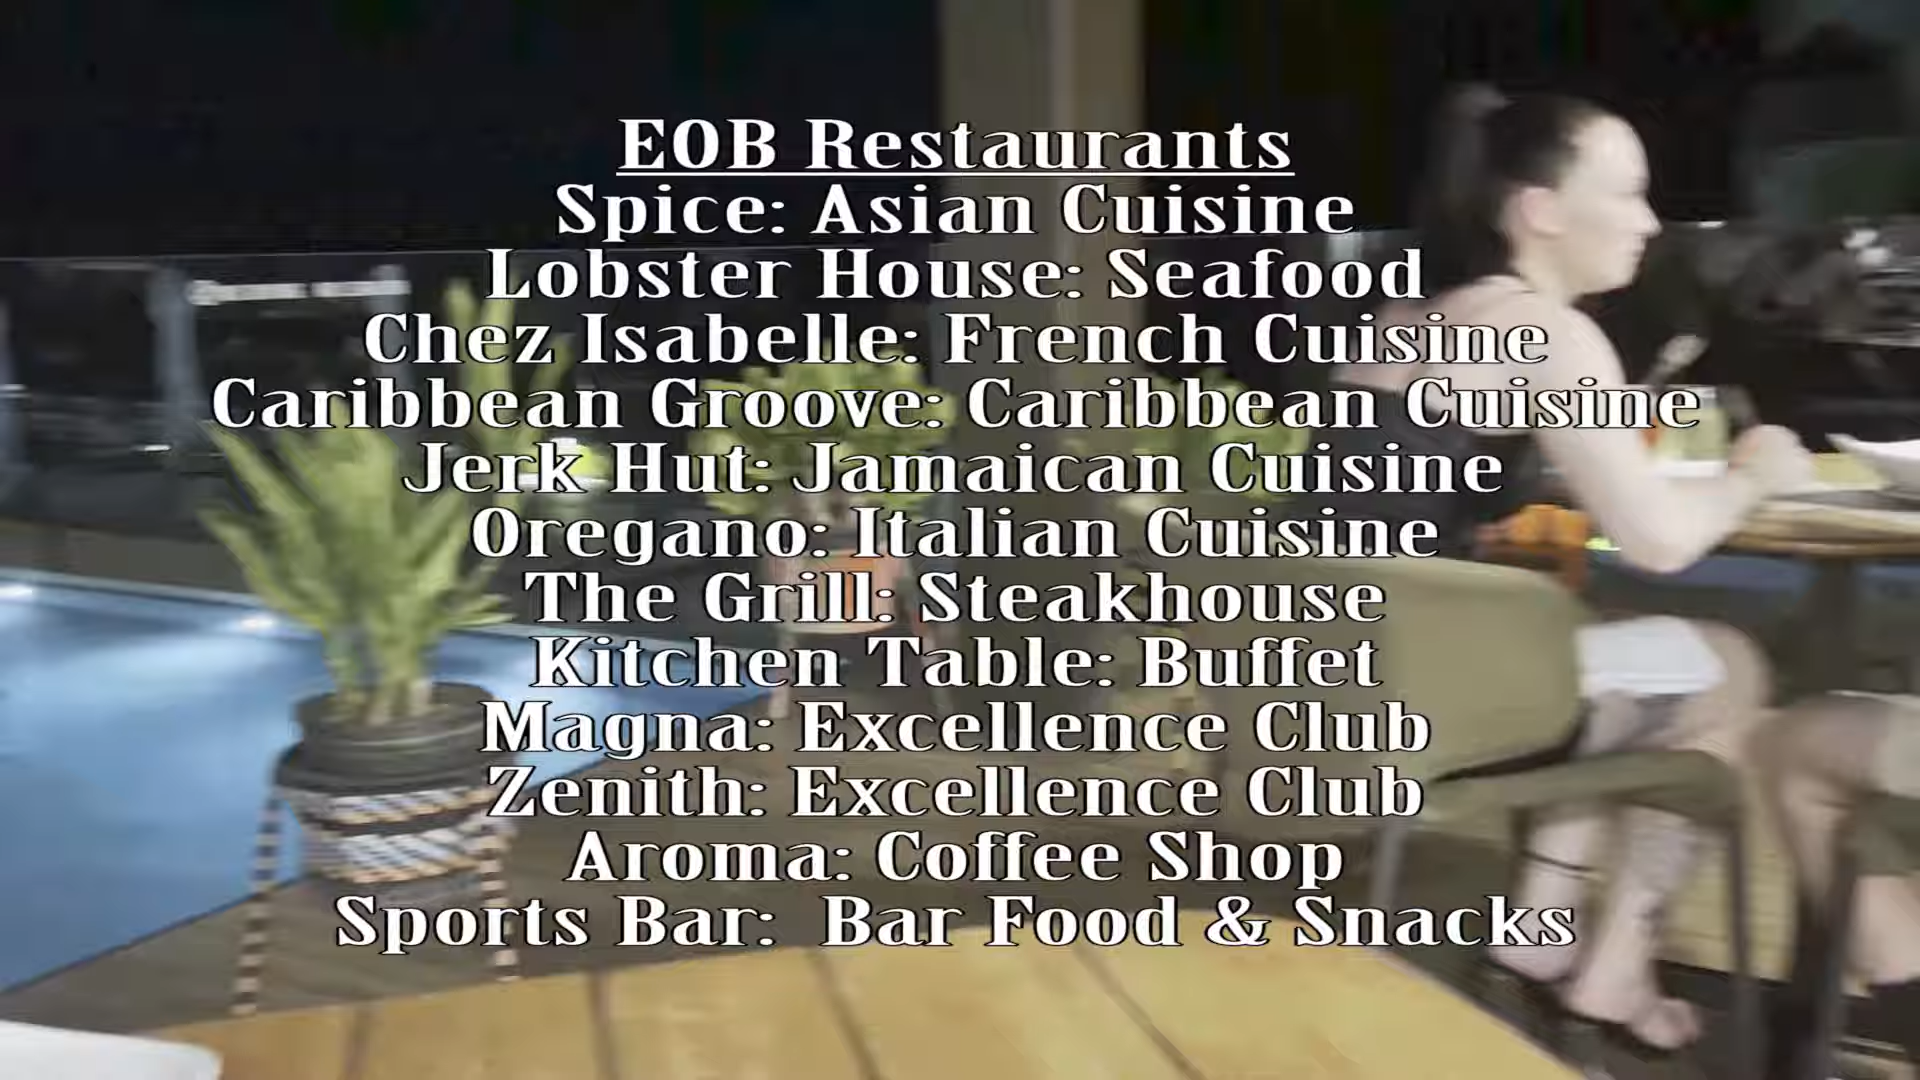 EOB Restaurants
Spice: Asian Cuisine
Lobster House: Seafood
Chez Isabelle: French Cuisine
Caribbean Groove: Caribbean Cuisine
Jerk Hut: Jamaican Cuisine
Oregano: Italian Cuisine
The Grill: Steakhouse
Kitchen Table: Buffet
Magna: Excellence Club
Zenith: Excellence Club
Aroma: Coffee Shop
Sports Bar: Bar Food & Snacks